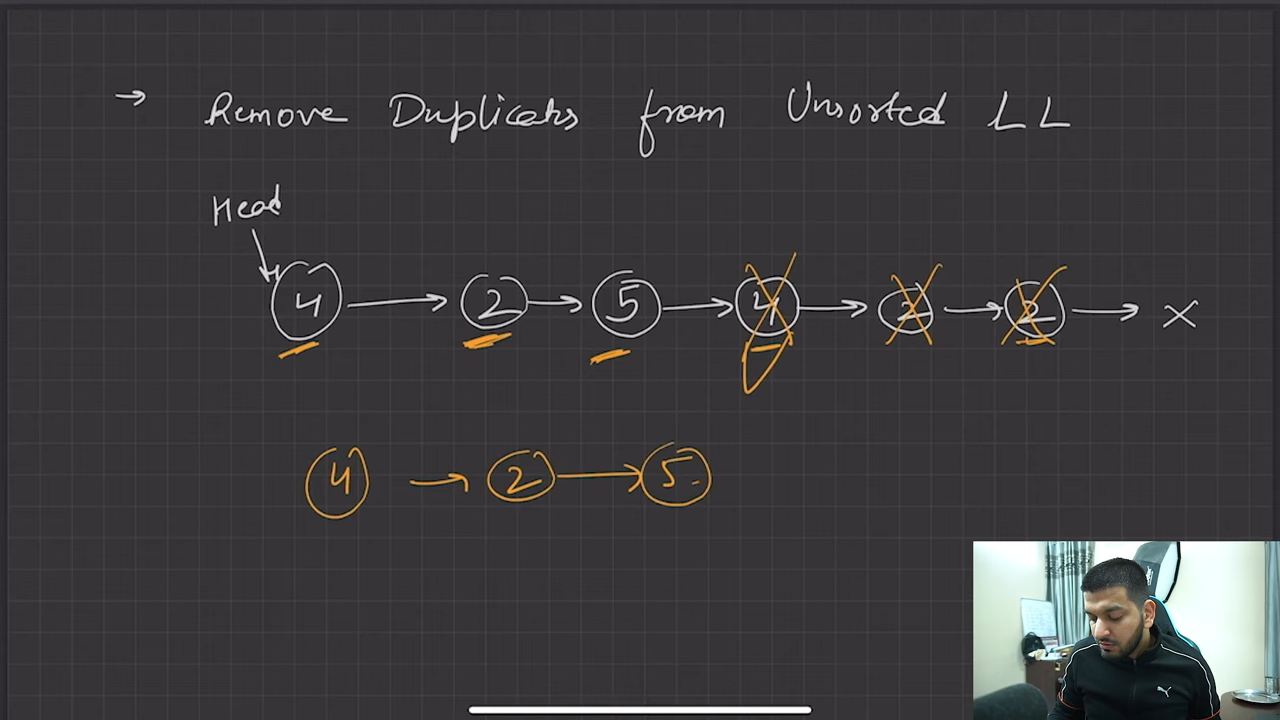 → Remove Duplicates from Unsorted LL
Head
4 → 2 → 5 → 4 → 2 → 2 → X
4 → 2 → 5